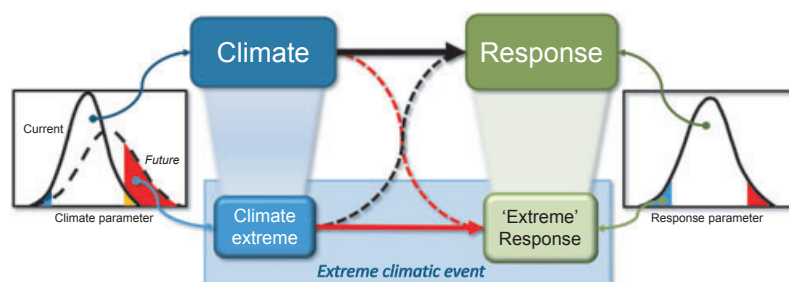 Climate
Response
Current
Future
Climate parameter
Climate
extreme
'Extreme'
Response
Response parameter
Extreme climatic event